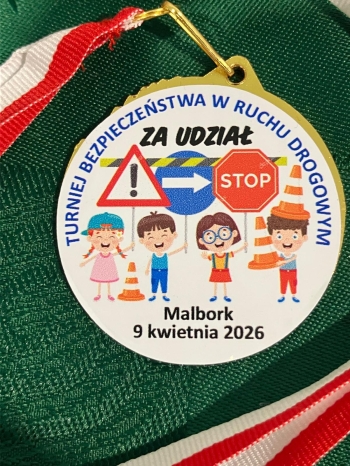 TURNIEJ BEZPIECZEŃSTWA W RUCHU DROGOWYM
ZA UDZIAŁ
STOP
Malbork
9 kwietnia 2026